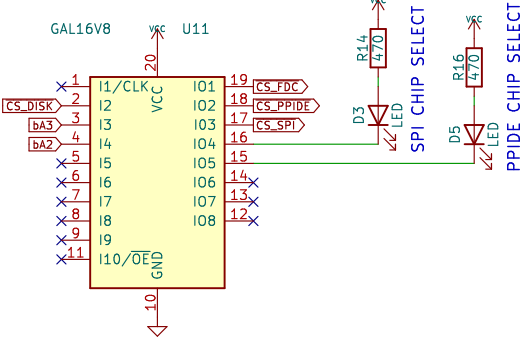 GAL16V8 U11
vcc
20
1 I1/CLK VCC IO1 19 CS_FDC
CS_DISK 2 I2 IO2 18 CS_PPIDE
bA3 3 I3 IO3 17 CS_SPI
bA2 4 I4 IO4 16
5 I5 IO5 15
6 I6 IO6 14
7 I7 IO7 13
8 I8 IO8 12
9 I9
11 I10/OE GND
10
vcc
R14 470
D3 LED
SPI CHIP SELECT
vcc
R16 470
D5 LED
PPIDE CHIP SELECT